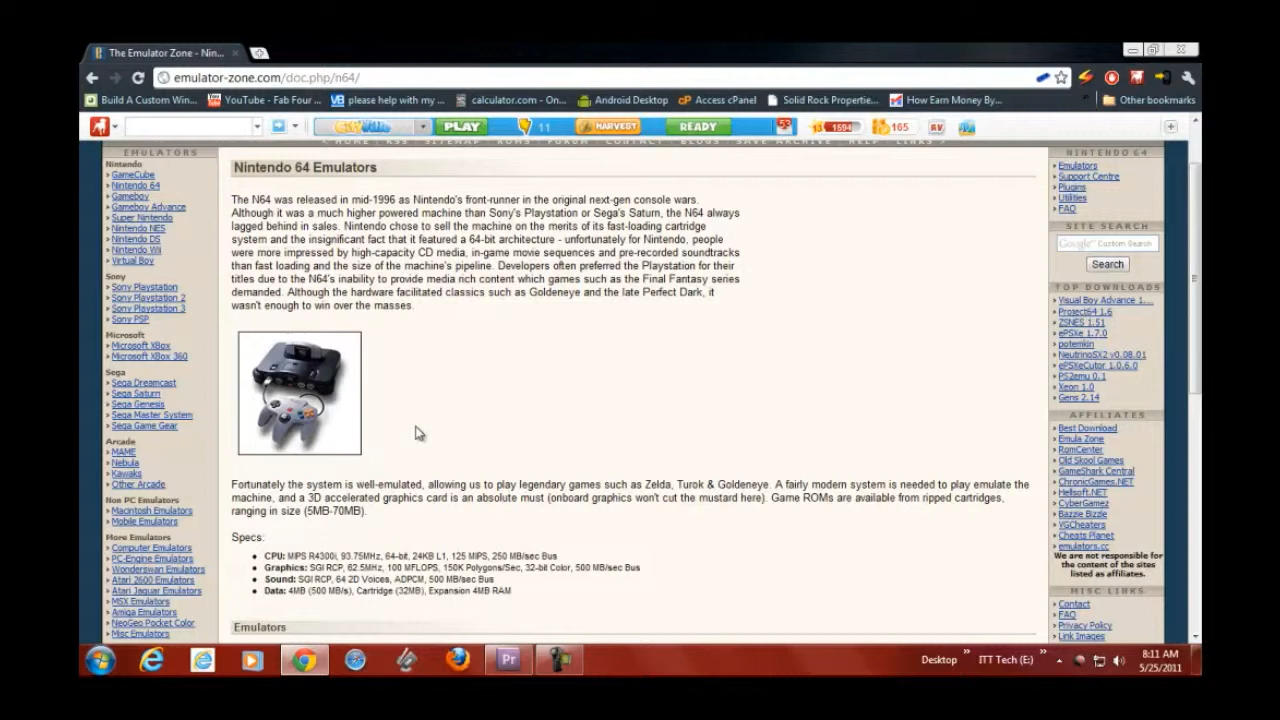 The Emulator Zone - Nin...
emulator-zone.com/doc.php/n64/
Build A Custom Win...
YouTube - Fab Four ...
please help with my ...
calculator.com - On...
Android Desktop
Access cPanel
Solid Rock Propertie...
How Earn Money By...
Other bookmarks
PLAY
11
HARVEST
READY
53
1594
165
RV
HOME RSS SITEMAP ROMS FORUM CONTACT BLOGS SAVE ARCHIVE HELP LINKS
EMULATORS
Nintendo
GameCube
Nintendo 64
Gameboy
Gameboy Advance
Super Nintendo
Nintendo NES
Nintendo DS
Nintendo Wii
Virtual Boy
Sony
Sony Playstation
Sony Playstation 2
Sony Playstation 3
Sony PSP
Microsoft
Microsoft XBox
Microsoft XBox 360
Sega
Sega Dreamcast
Sega Saturn
Sega Genesis
Sega Master System
Sega Game Gear
Arcade
MAME
Nebula
Kawaks
Other Arcade
Non PC Emulators
Macintosh Emulators
Mobile Emulators
More Emulators
Computer Emulators
PC-Engine Emulators
Wonderswan Emulators
Atari 2600 Emulators
Atari Jaguar Emulators
MSX Emulators
Amiga Emulators
NeoGeo Pocket Color
Misc Emulators
Nintendo 64 Emulators
The N64 was released in mid-1996 as Nintendo's front-runner in the original next-gen console wars.
Although it was a much higher powered machine than Sony's Playstation or Sega's Saturn, the N64 always
lagged behind in sales. Nintendo chose to sell the machine on the merits of its fast-loading cartridge
system and the insignificant fact that it featured a 64-bit architecture - unfortunately for Nintendo, people
were more impressed by high-capacity CD media, in-game movie sequences and pre-recorded soundtracks
than fast loading and the size of the machine's pipeline. Developers often preferred the Playstation for their
titles due to the N64's inability to provide media rich content which games such as the Final Fantasy series
demanded. Although the hardware facilitated classics such as Goldeneye and the late Perfect Dark, it
wasn't enough to win over the masses.
Fortunately the system is well-emulated, allowing us to play legendary games such as Zelda, Turok & Goldeneye. A fairly modern system is needed to play emulate the
machine, and a 3D accelerated graphics card is an absolute must (onboard graphics won't cut the mustard here). Game ROMs are available from ripped cartridges,
ranging in size (5MB-70MB).
Specs:
CPU: MIPS R4300i, 93.75MHz, 64-bit, 24KB L1, 125 MIPS, 250 MB/sec Bus
Graphics: SGI RCP, 62.5MHz, 100 MFLOPS, 150K Polygons/Sec, 32-bit Color, 500 MB/sec Bus
Sound: SGI RCP, 64 2D Voices, ADPCM, 500 MB/sec Bus
Data: 4MB (500 MB/s), Cartridge (32MB), Expansion 4MB RAM
Emulators
NINTENDO 64
Emulators
Support Centre
Plugins
Utilities
FAQ
SITE SEARCH
Google™ Custom Search
Search
TOP DOWNLOADS
Visual Boy Advance 1....
Project64 1.6
ZSNES 1.51
ePSXe 1.7.0
potemkin
NeutrinoSX2 v0.08.01
ePSXeCutor 1.0.6.0
PS2emu 0.1
Xeon 1.0
Gens 2.14
AFFILIATES
Best Download
Emula Zone
RomCenter
Old Skool Games
GameShark Central
ChronicGames.NET
Hellsoft.NET
CyberGamez
Bazzie Bizzle
VGCheaters
Cheats Planet
emulators.cc
We are not responsible for
the content of the sites
listed as affiliates.
MISC LINKS
Contact
FAQ
Privacy Policy
Link Images
Pr
Desktop
ITT Tech (E:)
8:11 AM
5/25/2011